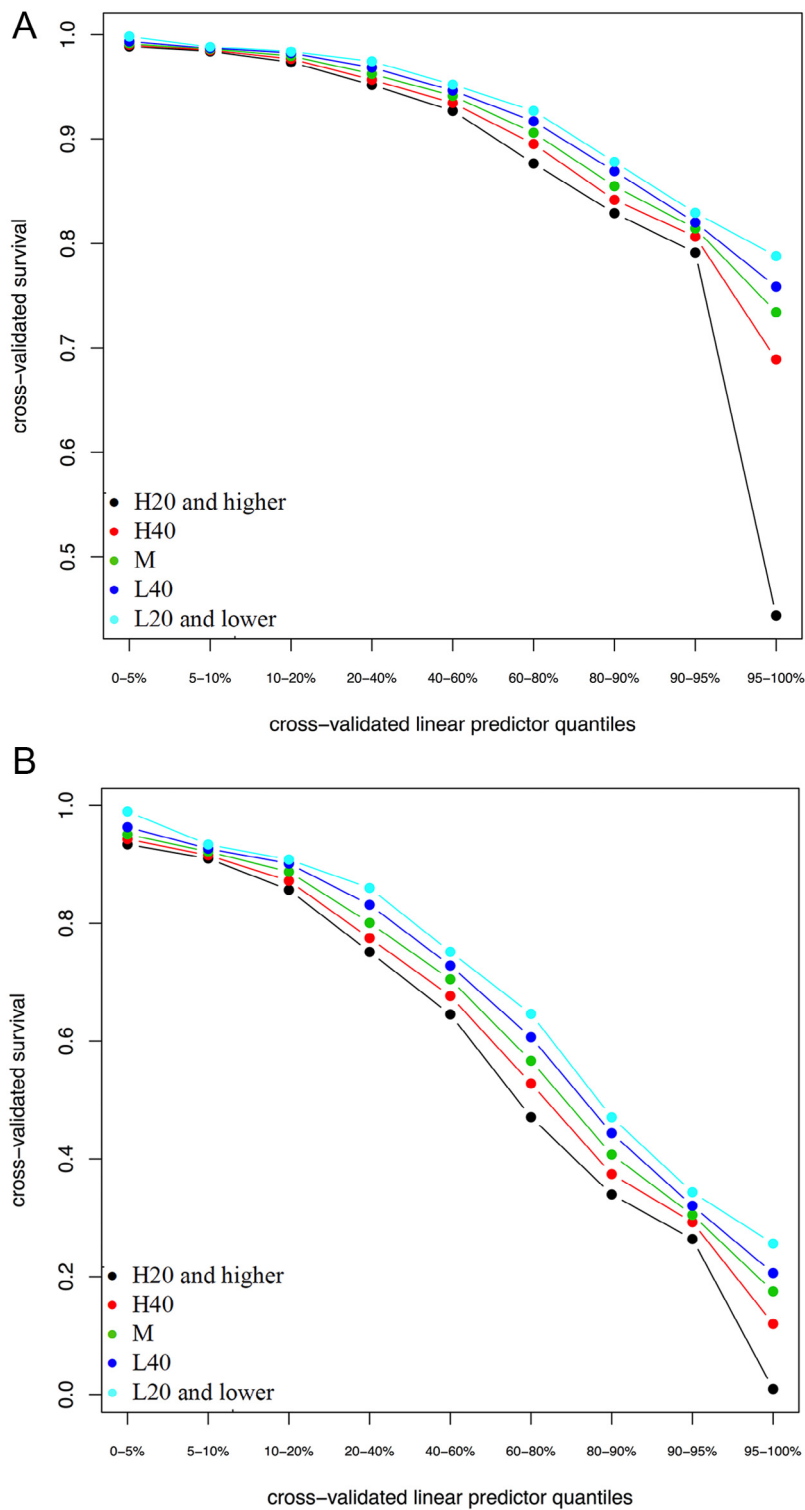 A
1.0
0.9
0.8
0.7
0.6
0.5
cross−validated survival
H20 and higher
H40
M
L40
L20 and lower
0−5% 5−10% 10−20% 20−40% 40−60% 60−80% 80−90% 90−95% 95−100%
cross−validated linear predictor quantiles
B
1.0
0.8
0.6
0.4
0.2
0.0
cross−validated survival
H20 and higher
H40
M
L40
L20 and lower
0−5% 5−10% 10−20% 20−40% 40−60% 60−80% 80−90% 90−95% 95−100%
cross−validated linear predictor quantiles